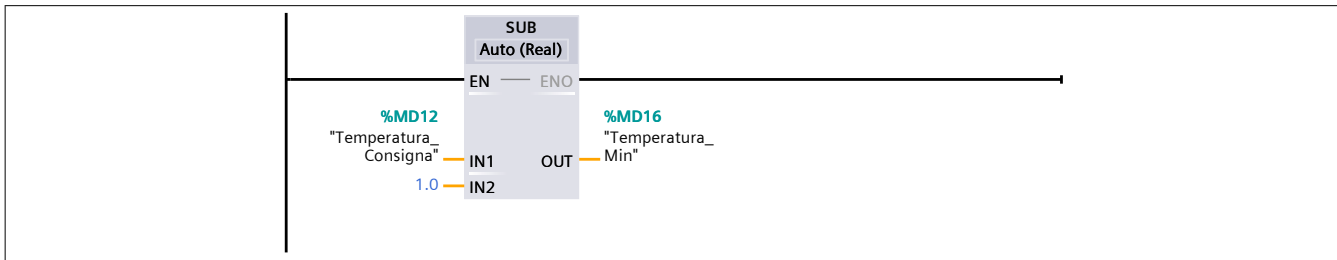 SUB
Auto (Real)
EN ENO
%MD12
"Temperatura_
Consigna"
IN1
1.0
IN2
%MD16
"Temperatura_
Min"
OUT